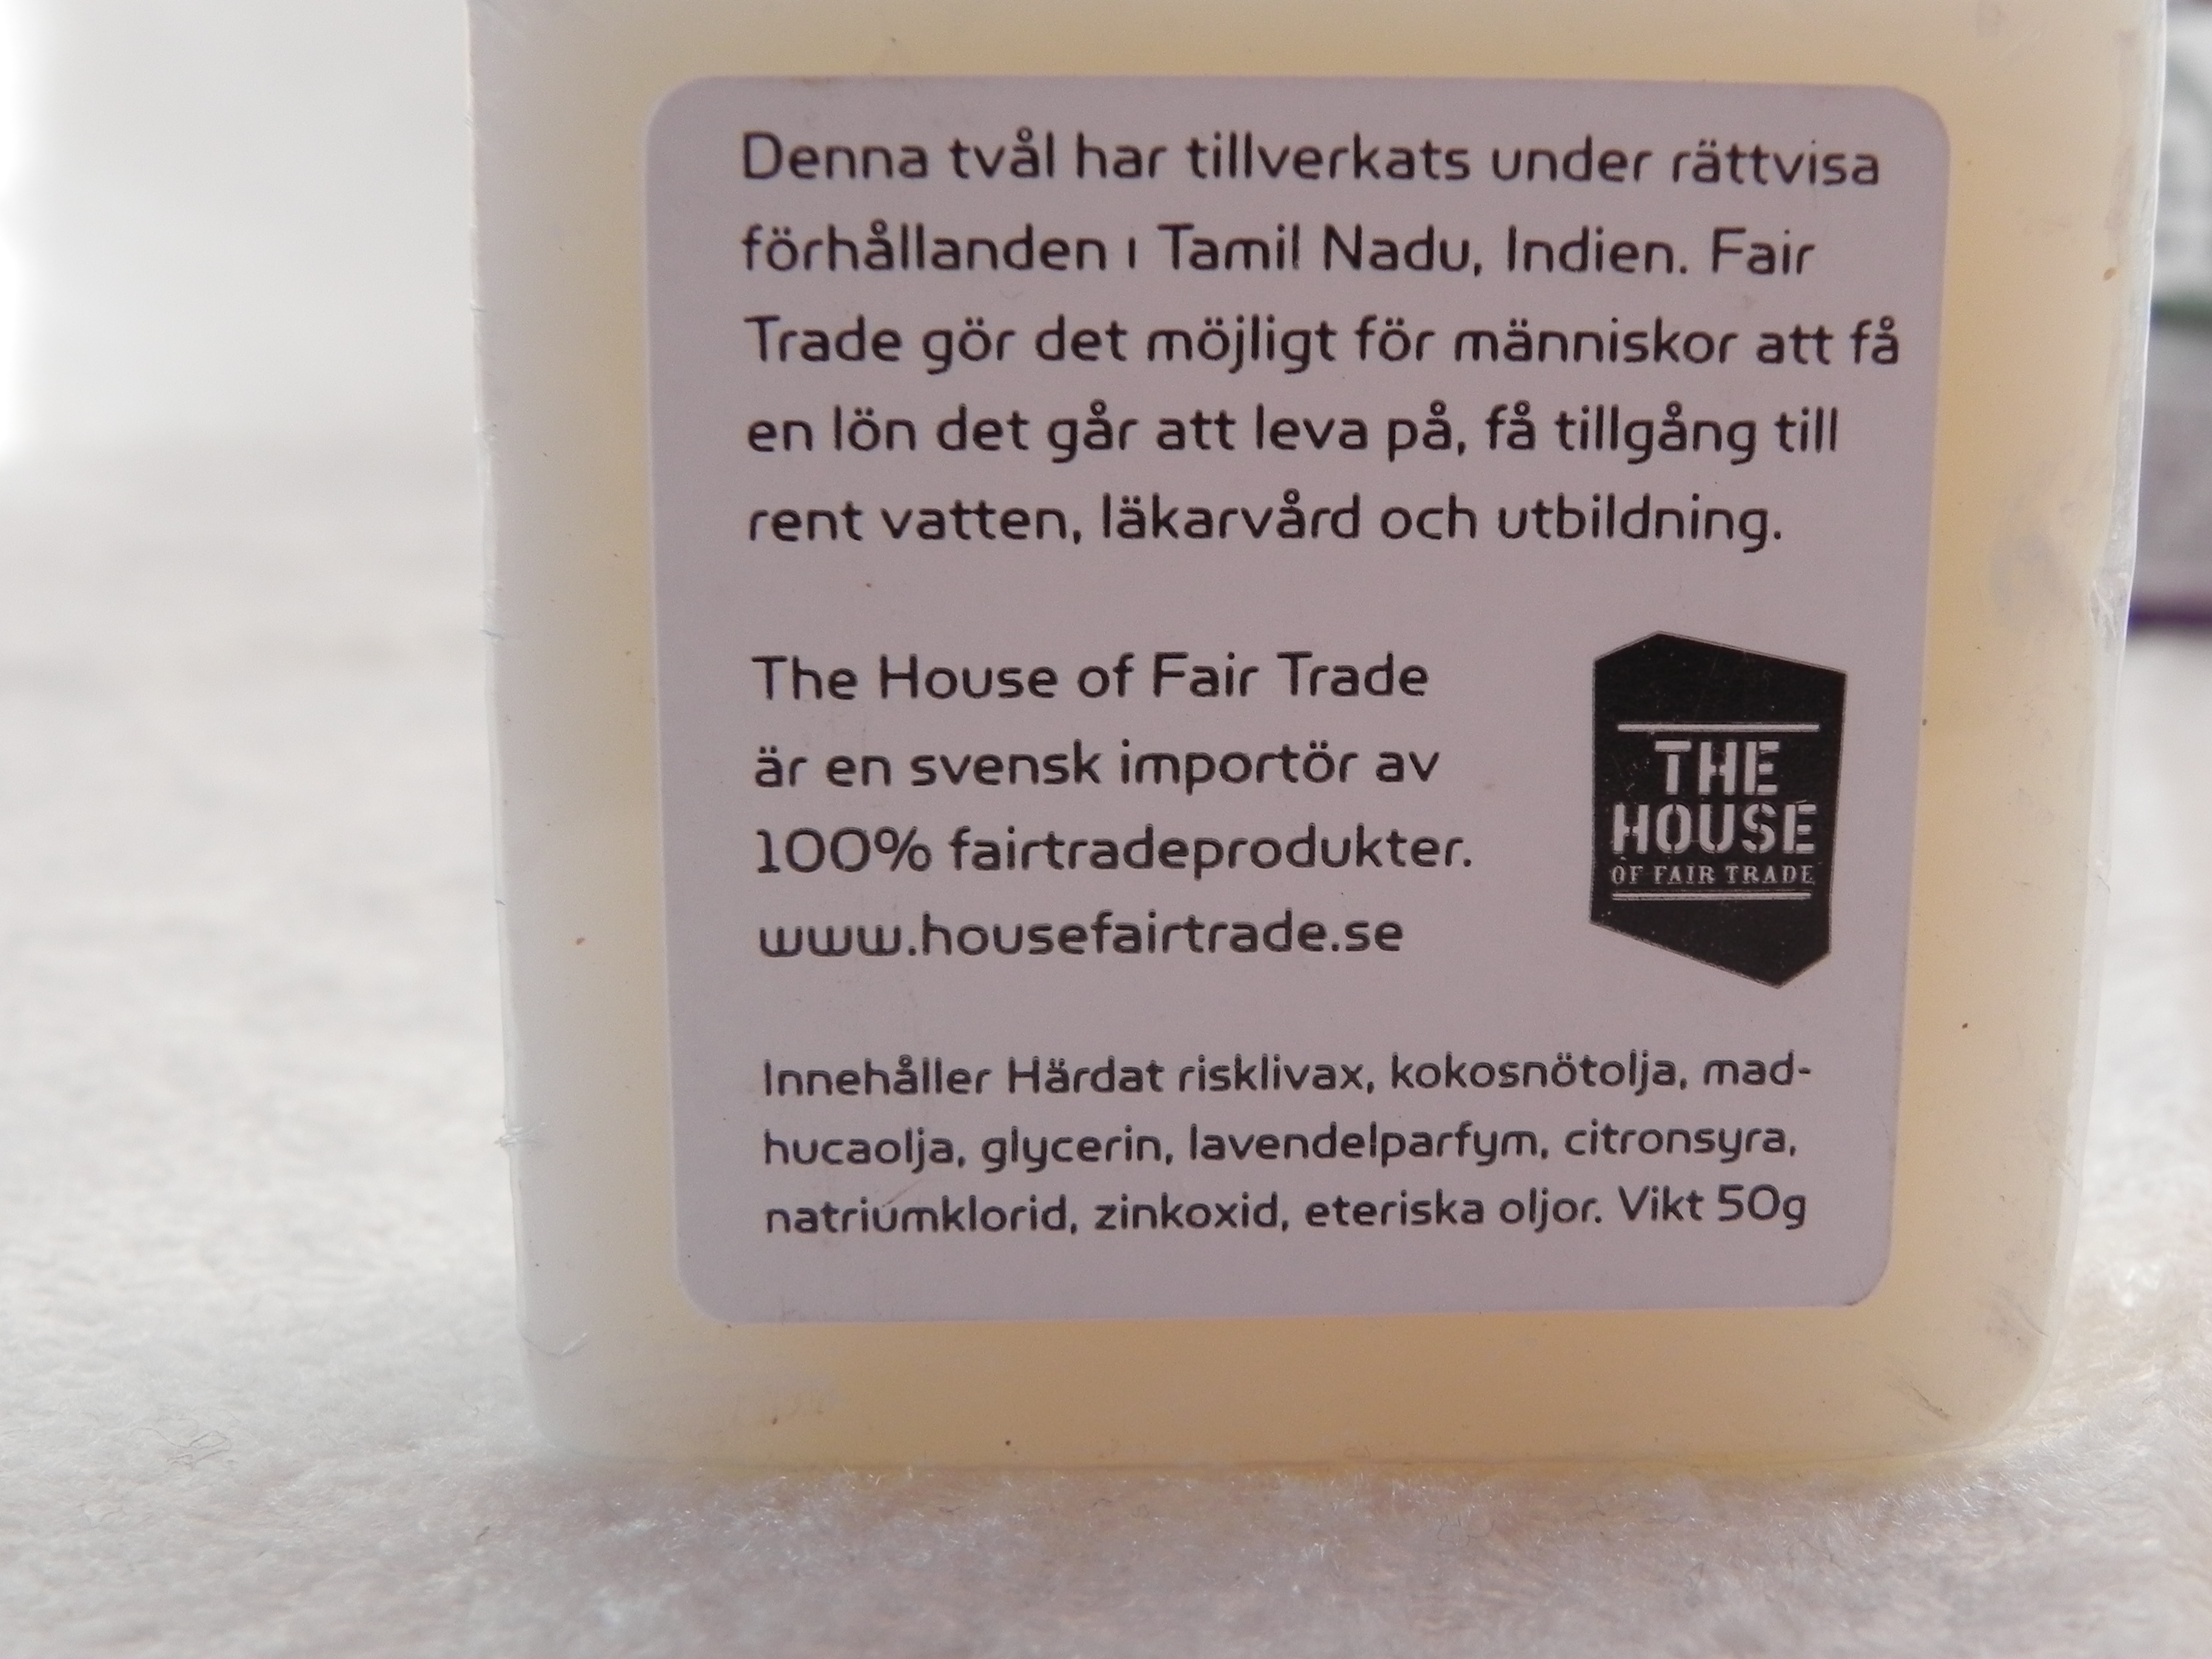 Denna tvål har tillverkats under rättvisa
förhållanden i Tamil Nadu, Indien. Fair
Trade gör det möjligt för människor att få
en lön det går att leva på, få tillgång till
rent vatten, läkarvård och utbildning.
The House of Fair Trade
är en svensk importör av
100% fairtradeprodukter.
www.housefairtrade.se
THE
HOUSE
OF FAIR TRADE
Innehåller Härdat risklivax, kokosnötolja, mad-
hucaolja, glycerin, lavendelparfym, citronsyra,
natriumklorid, zinkoxid, eteriska oljor. Vikt 50g